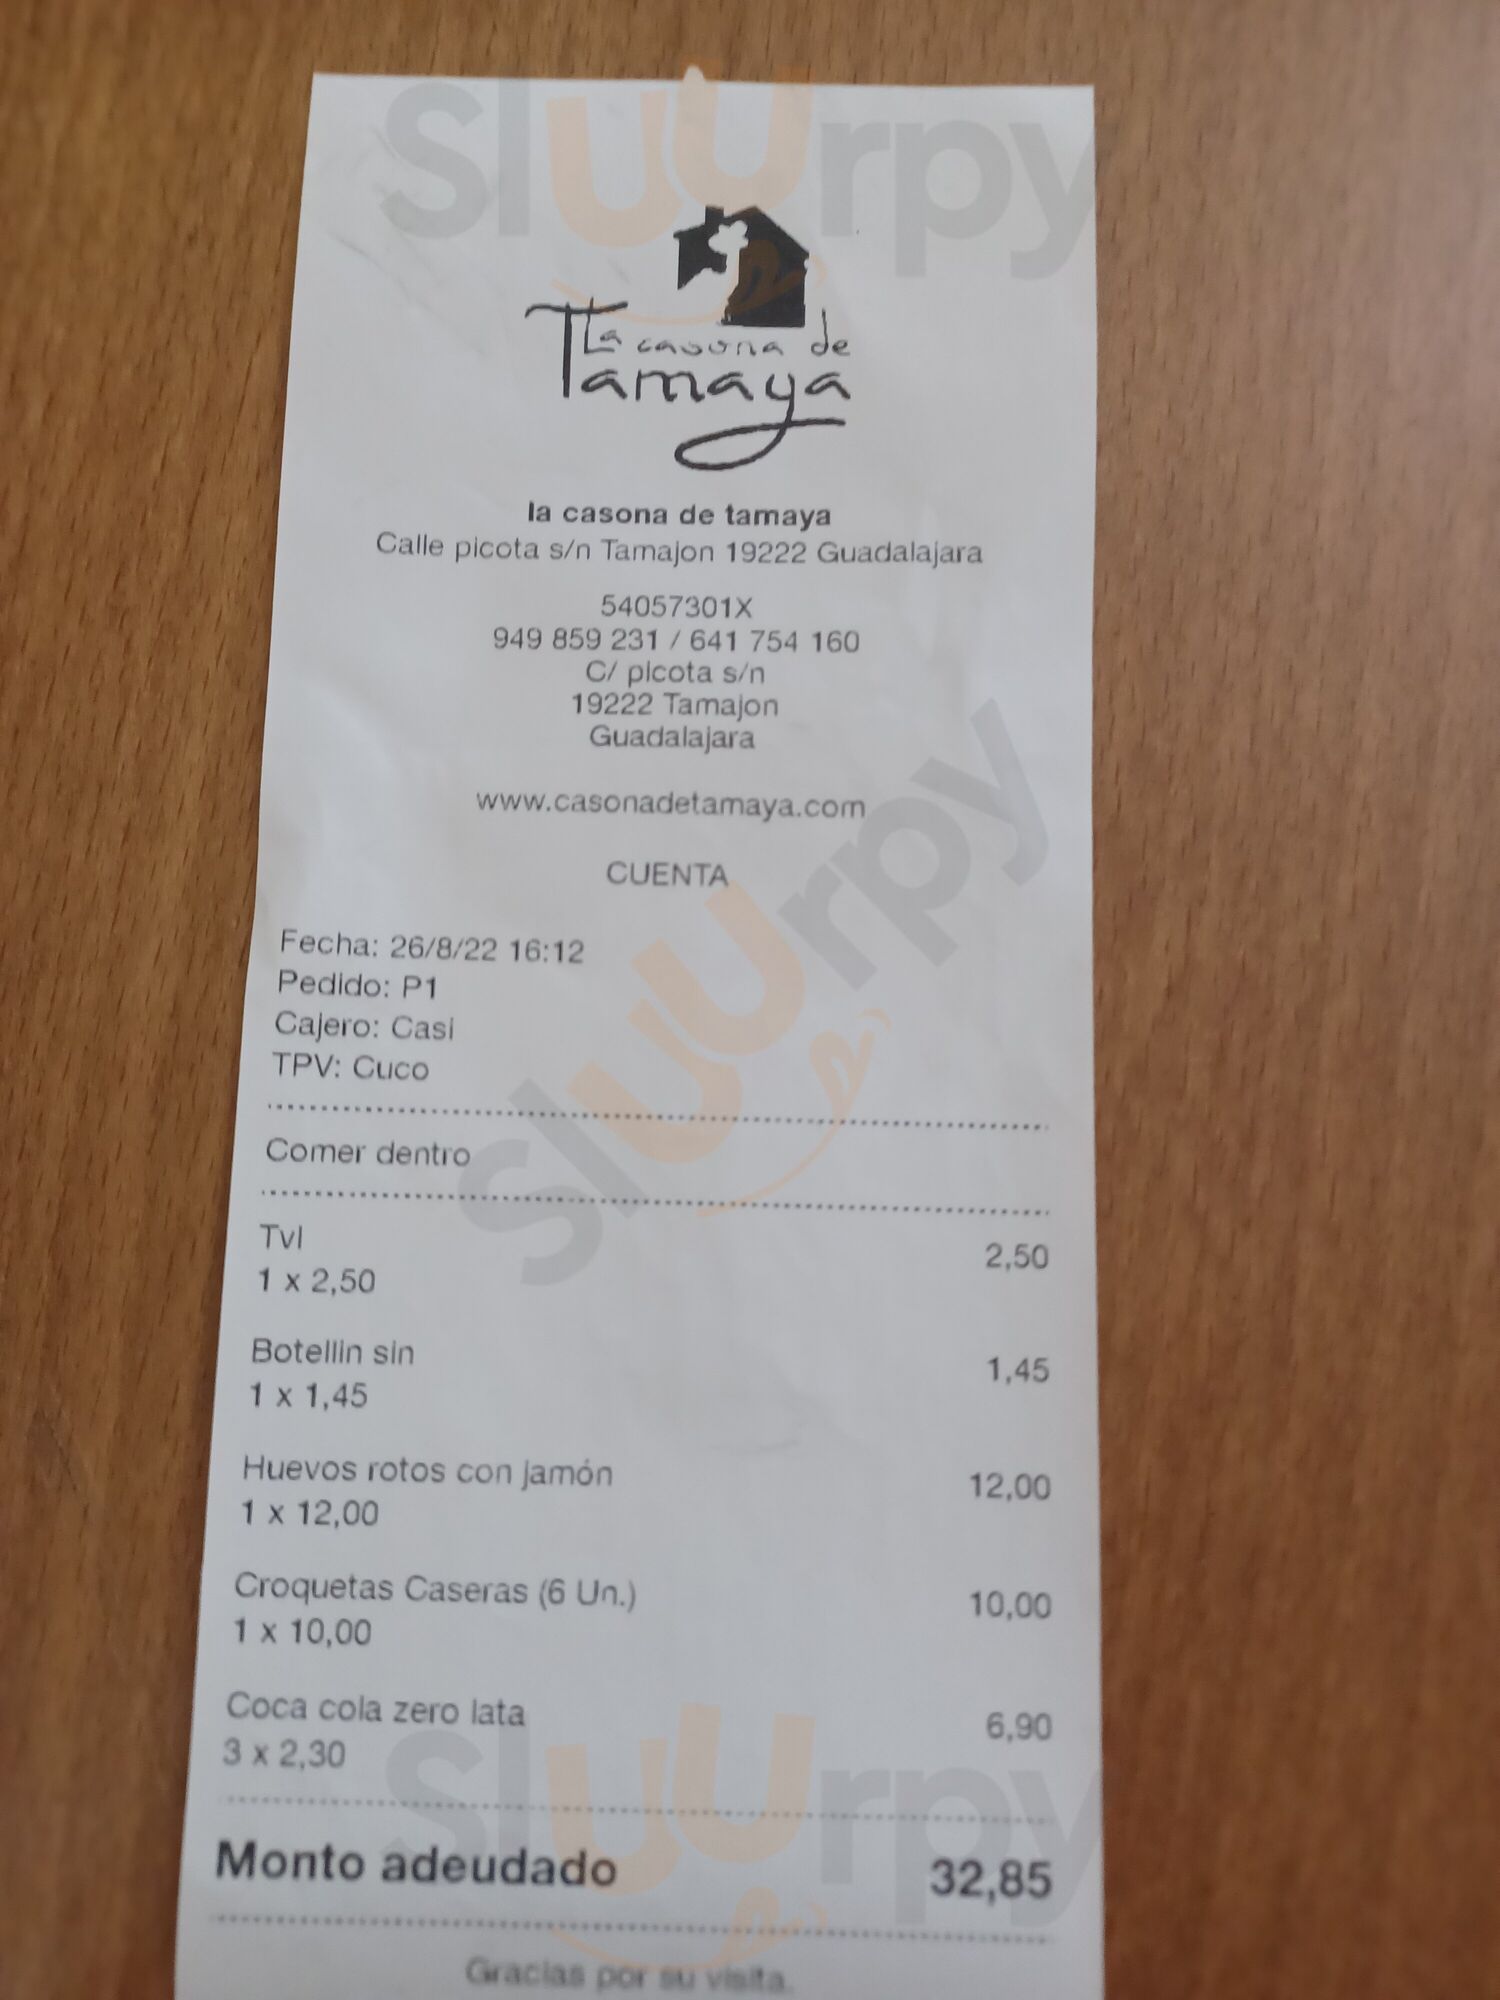 Sluurpy
La casona de
Tamaya
la casona de tamaya
Calle picota s/n Tamajon 19222 Guadalajara
54057301X
949 859 231 / 641 754 160
C/ picota s/n
19222 Tamajon
Guadalajara
www.casonadetamaya.com
CUENTA
Fecha: 26/8/22 16:12
Pedido: P1
Cajero: Casi
TPV: Cuco
Sluurpy
Comer dentro
Tvl 2,50
1 x 2,50
Botellin sin 1,45
1 x 1,45
Huevos rotos con jamón 12,00
1 x 12,00
Croquetas Caseras (6 Un.) 10,00
1 x 10,00
Coca cola zero lata 6,90
3 x 2,30
Sluurpy
Monto adeudado 32,85
Gracias por su visita.